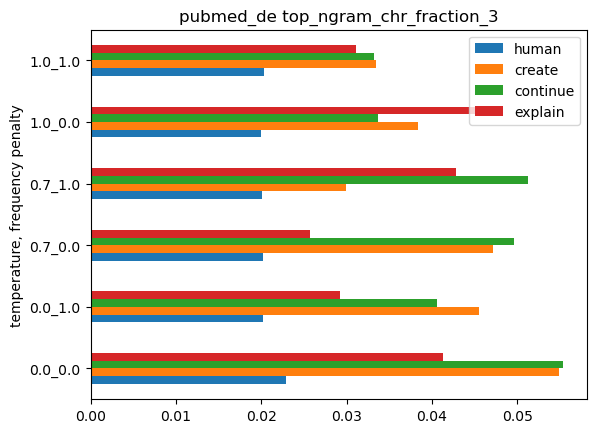 pubmed_de top_ngram_chr_fraction_3
human
create
continue
explain
temperature, frequency penalty
1.0_1.0
1.0_0.0
0.7_1.0
0.7_0.0
0.0_1.0
0.0_0.0
0.00 0.01 0.02 0.03 0.04 0.05